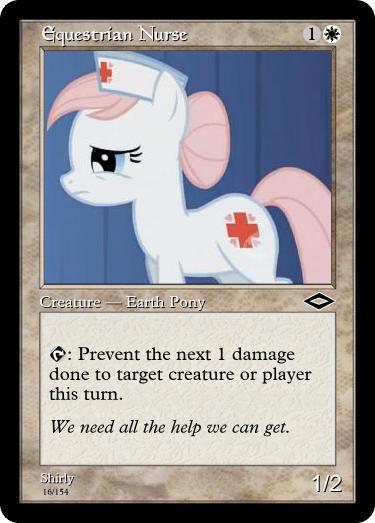 Equestrian Nurse 1
Creature — Earth Pony
: Prevent the next 1 damage
done to target creature or player
this turn.
We need all the help we can get.
Shirly
16/154
1/2